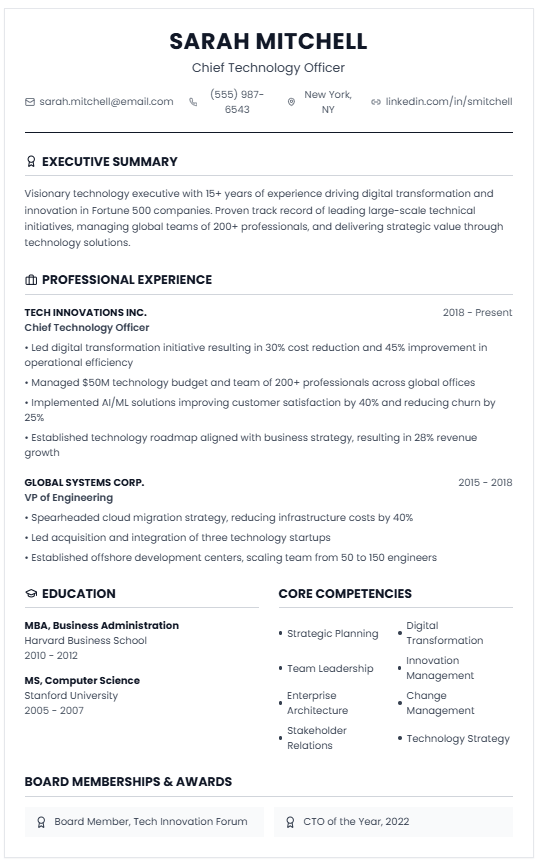 SARAH MITCHELL
Chief Technology Officer
sarah.mitchell@email.com (555) 987-6543 New York, NY linkedin.com/in/smitchell
EXECUTIVE SUMMARY
Visionary technology executive with 15+ years of experience driving digital transformation and
innovation in Fortune 500 companies. Proven track record of leading large-scale technical
initiatives, managing global teams of 200+ professionals, and delivering strategic value through
technology solutions.
PROFESSIONAL EXPERIENCE
TECH INNOVATIONS INC. 2018 - Present
Chief Technology Officer
• Led digital transformation initiative resulting in 30% cost reduction and 45% improvement in
operational efficiency
• Managed $50M technology budget and team of 200+ professionals across global offices
• Implemented AI/ML solutions improving customer satisfaction by 40% and reducing churn by
25%
• Established technology roadmap aligned with business strategy, resulting in 28% revenue
growth
GLOBAL SYSTEMS CORP. 2015 - 2018
VP of Engineering
• Spearheaded cloud migration strategy, reducing infrastructure costs by 40%
• Led acquisition and integration of three technology startups
• Established offshore development centers, scaling team from 50 to 150 engineers
EDUCATION
MBA, Business Administration
Harvard Business School
2010 - 2012
MS, Computer Science
Stanford University
2005 - 2007
CORE COMPETENCIES
• Strategic Planning
• Digital
Transformation
• Team Leadership
• Innovation
Management
• Enterprise
Architecture
• Change
Management
• Stakeholder
Relations
• Technology Strategy
BOARD MEMBERSHIPS & AWARDS
Board Member, Tech Innovation Forum
CTO of the Year, 2022